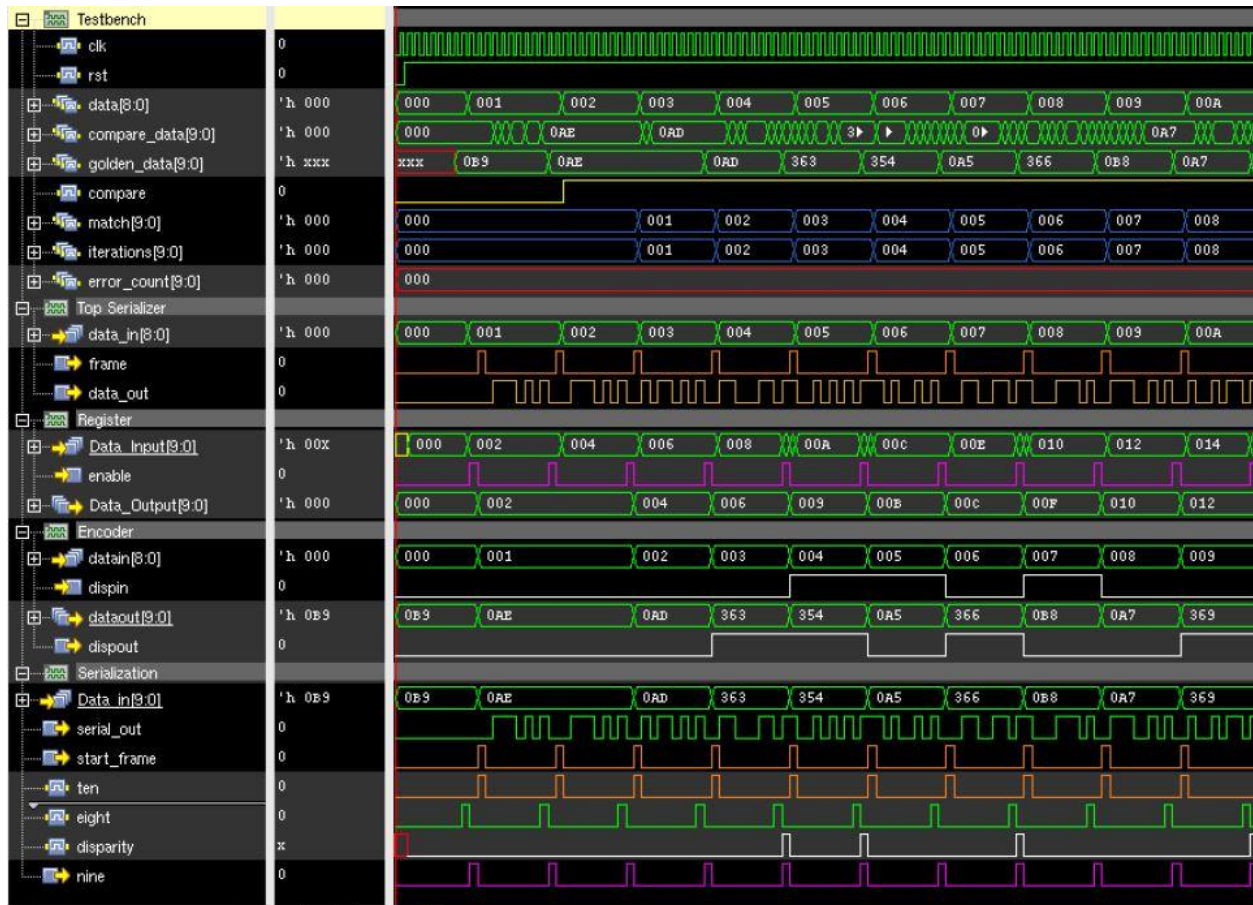 Testbench
clk 0
rst 0
data[8:0] 'h 000 000 001 002 003 004 005 006 007 008 009 00A
compare_data[9:0] 'h 000 000 0AE 0AD 3 0 0A7
golden_data[9:0] 'h xxx xxx 0B9 0AE 0AD 363 354 0A5 366 0B8 0A7
compare 0
match[9:0] 'h 000 000 001 002 003 004 005 006 007 008
iterations[9:0] 'h 000 000 001 002 003 004 005 006 007 008
error_count[9:0] 'h 000 000
Top Serializer
data_in[8:0] 'h 000 000 001 002 003 004 005 006 007 008 009 00A
frame 0
data_out 0
Register
Data_Input[9:0] 'h 00X 000 002 004 006 008 00A 00C 00E 010 012 014
enable 0
Data_Output[9:0] 'h 000 000 002 004 006 009 00B 00C 00F 010 012
Encoder
datain[8:0] 'h 000 000 001 002 003 004 005 006 007 008 009
dispin 0
dataout[9:0] 'h 0B9 0B9 0AE 0AD 363 354 0A5 366 0B8 0A7 369
dispout 0
Serialization
Data_in[9:0] 'h 0B9 0B9 0AE 0AD 363 354 0A5 366 0B8 0A7 369
serial_out 0
start_frame 0
ten 0
eight 0
disparity x
nine 0